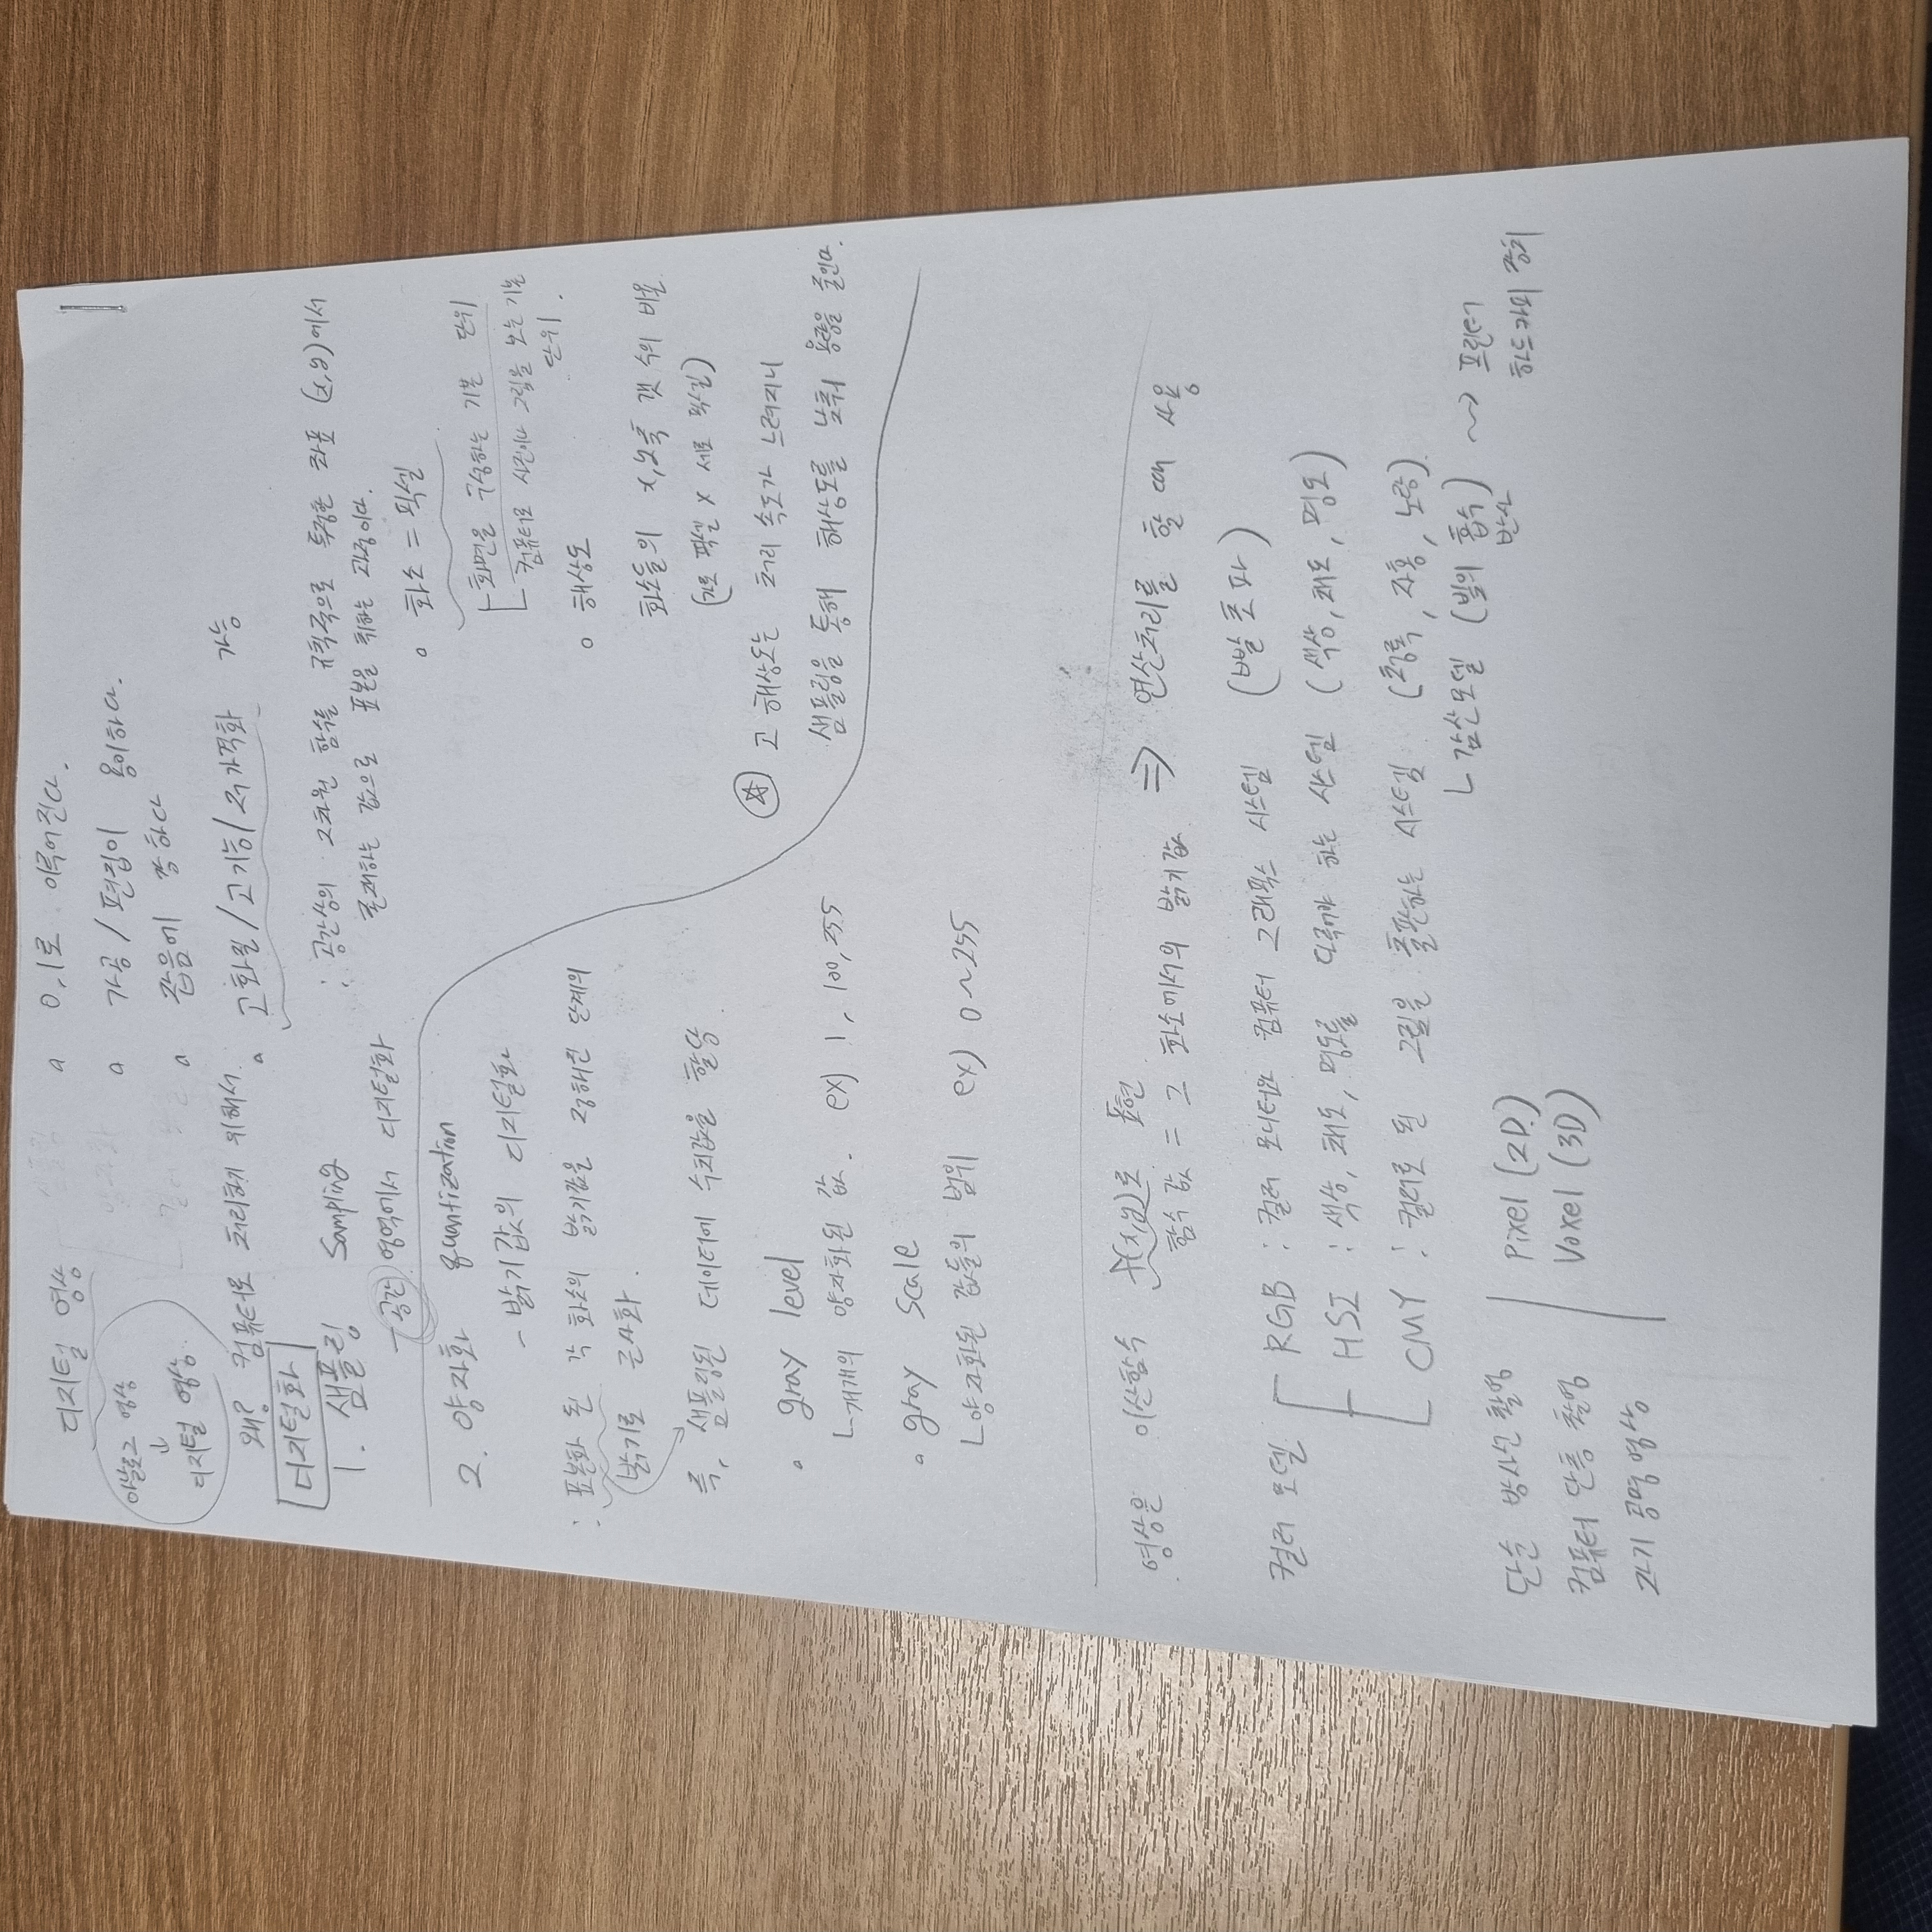 디지털 영상
아날로그 영상
↓
디지털 영상
왜? 컴퓨터로 처리하기 위해서.
∘ 0,1로 이루어진다.
∘ 가공/편집이 용이하다.
∘ 잡음에 강하다
∘ 고화질/고기능/저가격화 가능
디지털화
1. 샘플링 Sampling
- 공간 영역에서 디지털화
: 공간상의 2차원 함수를 규칙적으로 특정한 좌표 (x,y)에서
존재하는 값으로 표본을 취하는 과정이다.
∘ 화소 = 픽셀
화면을 구성하는 기본 단위
컴퓨터로 사진이나 그림을 보는 기본
단위.
∘ 해상도
화소들의 x,y축 갯수의 비율
(가로 픽셀 x 세로 픽셀)
☆ 고 해상도는 처리 속도가 느려지니
샘플링을 통해 해상도를 낮춰 용량을 줄인다.
2. 양자화 quantization
- 밝기값의 디지털화
: 표본화 된 각 화소의 밝기값을 정해진 단계의
밝기로 근사화.
즉, 샘플링된 데이터에 수치값을 할당.
∘ gray level
└ 개개의 양자화된 값. ex) 1, 100, 255
∘ gray scale
└ 양자화된 값들의 범위 ex) 0~255
영상은 이산함수 f(x,y)로 표현
함수 값 = 그 화소에서의 밝기값 ⇒ 연산처리를 할 때 사용
컬러 모델
RGB : 컬러 모니터와 컴퓨터 그래픽스 시스템 (빨초파)
HSI : 색상, 채도, 명도를 다루어야 하는 시스템 (색상, 채도, 명도)
CMY : 컬러로 된 그림을 출판하는 시스템. (청록, 자홍, 노랑).
└ 감산모델 (빛의 흡수) ~> 프린터
반사
하드카피 장치
단순 방사선 촬영
컴퓨터 단층 촬영
자기 공명 영상
Pixel (2D.)
Voxel (3D)